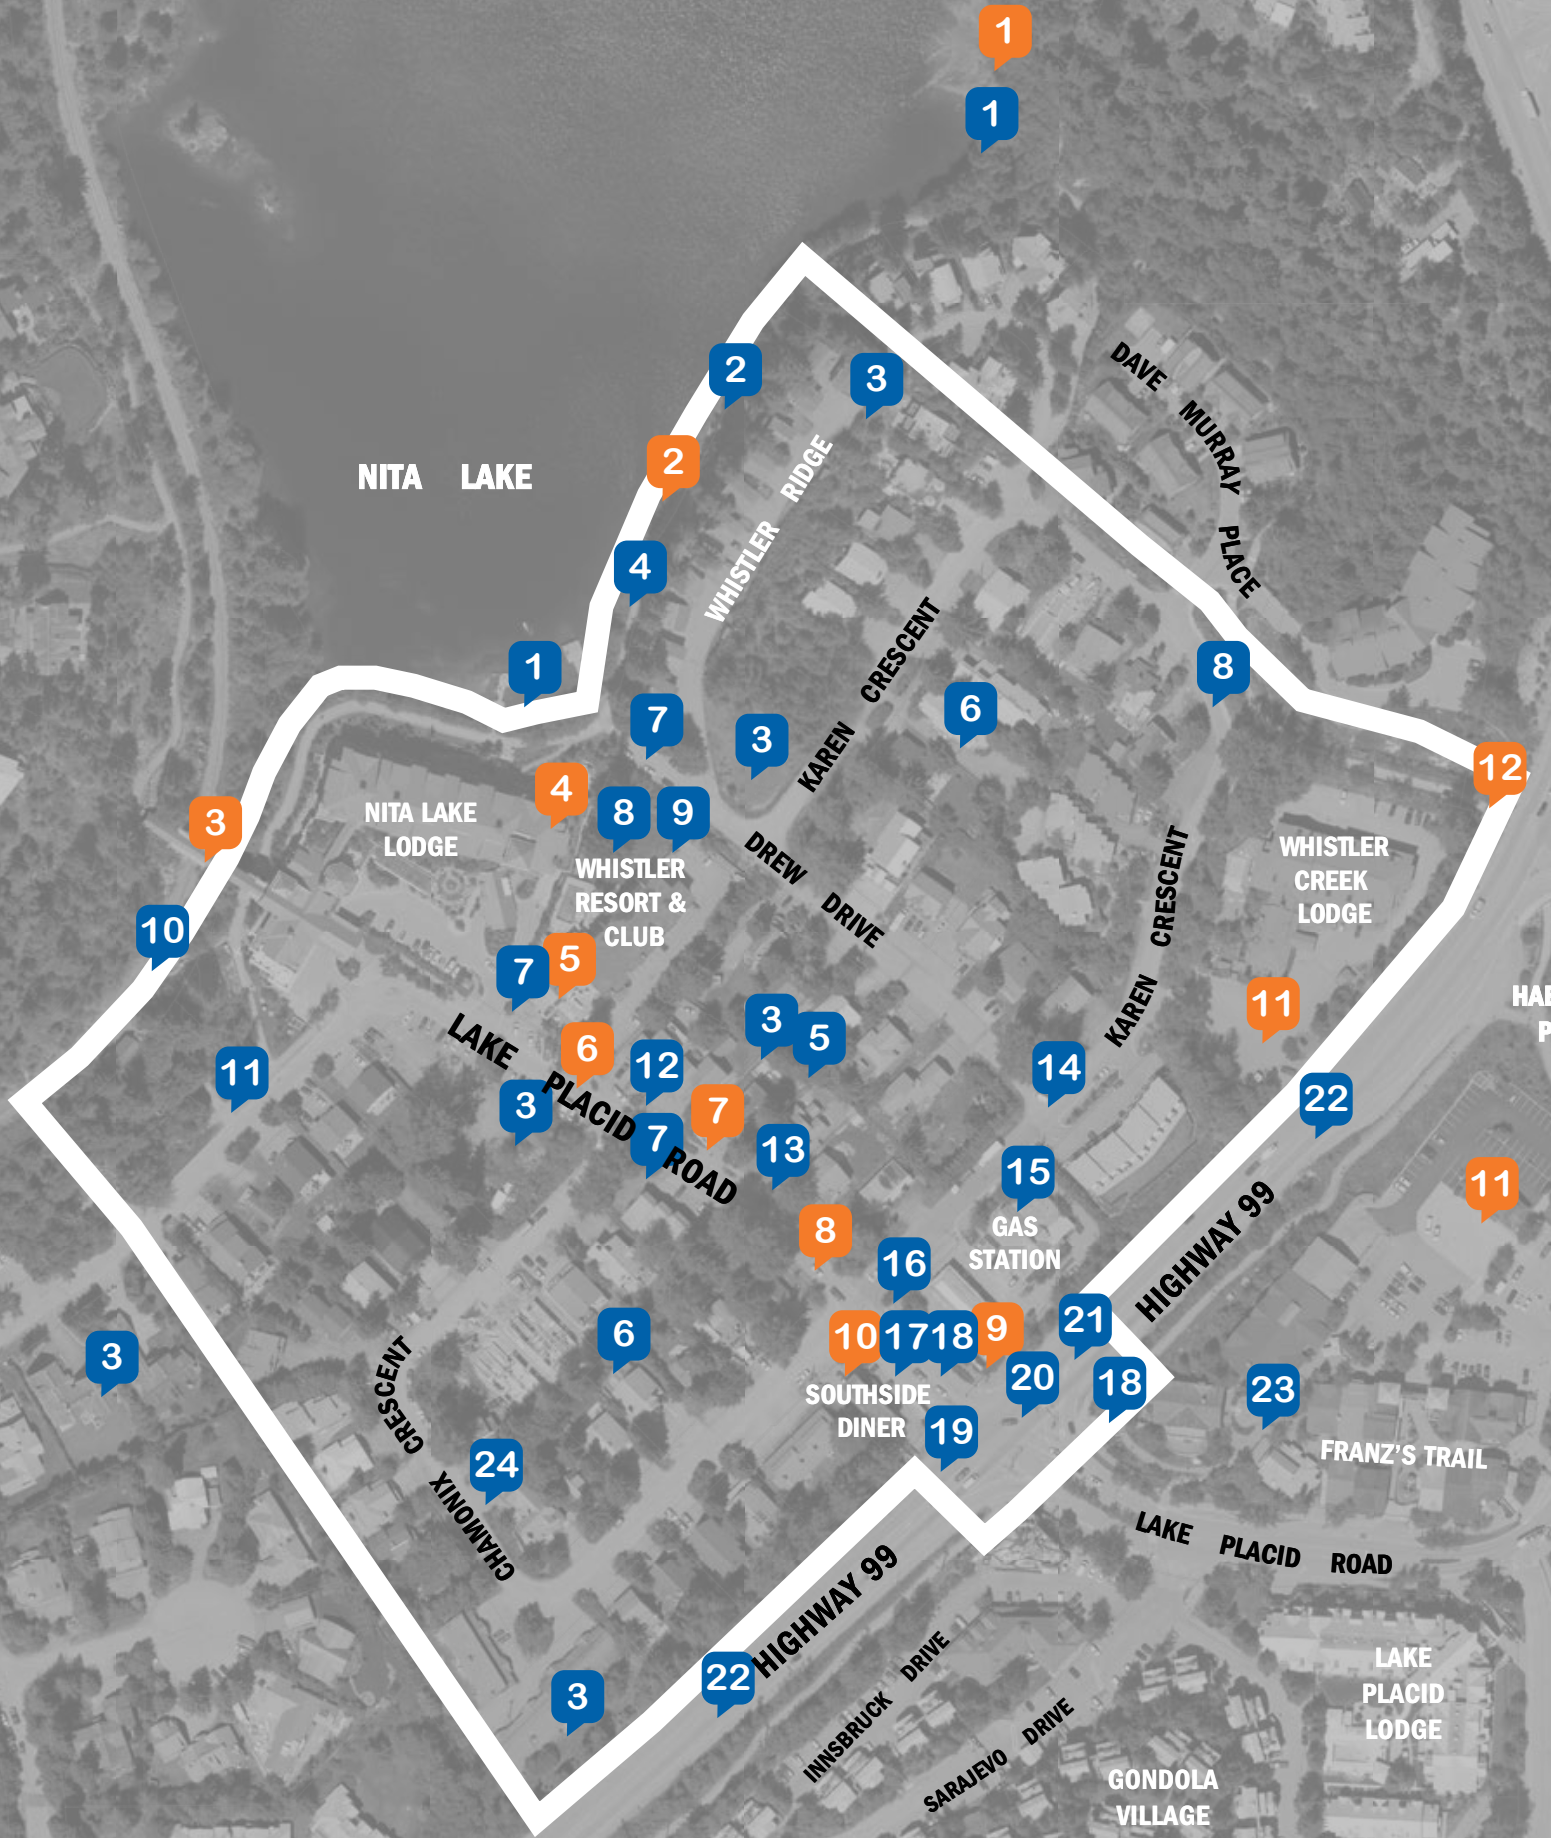 1
1
2
3
DAVE MURRAY PLACE
2
NITA LAKE
WHISTLER RIDGE
4
KAREN CRESCENT
1
8
7
6
3
12
4
3
8
9
NITA LAKE
LODGE
WHISTLER
RESORT &
CLUB
DREW DRIVE
KAREN CRESCENT
WHISTLER
CREEK
LODGE
10
7
5
11
3
5
LAKE PLACID ROAD
6
12
14
11
3
7
7
13
22
15
GAS
STATION
11
HIGHWAY 99
8
16
10
17
18
9
21
6
3
20
18
23
SOUTHSIDE
DINER
19
CHAMONIX CRESCENT
24
FRANZ'S TRAIL
LAKE PLACID ROAD
HIGHWAY 99
22
3
INNSBRUCK DRIVE
SARAJEVO DRIVE
LAKE
PLACID
LODGE
GONDOLA
VILLAGE